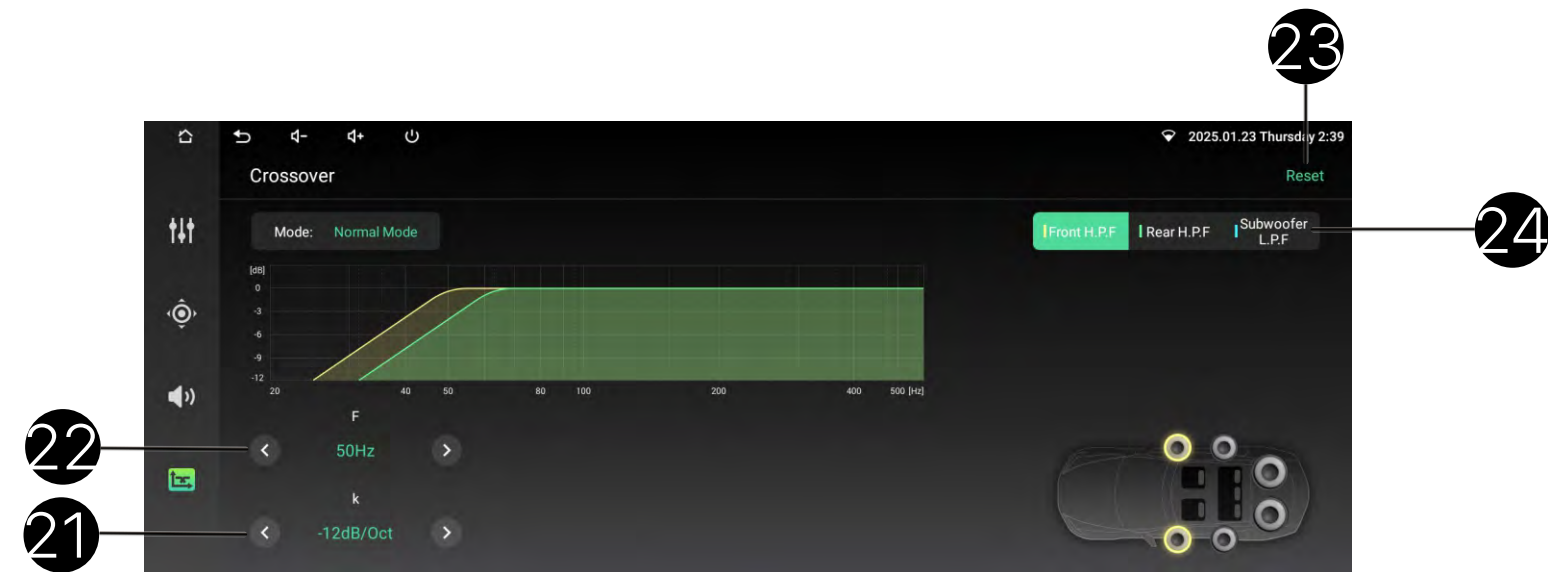 23
2025.01.23 Thursday 2:39
Crossover
Reset
Mode: Normal Mode
Front H.P.F
Rear H.P.F
Subwoofer
L.P.F
24
[dB]
0
-3
-6
-9
-12
20 40 50 80 100 200 400 500 [Hz]
F
22
50Hz
k
21
-12dB/Oct